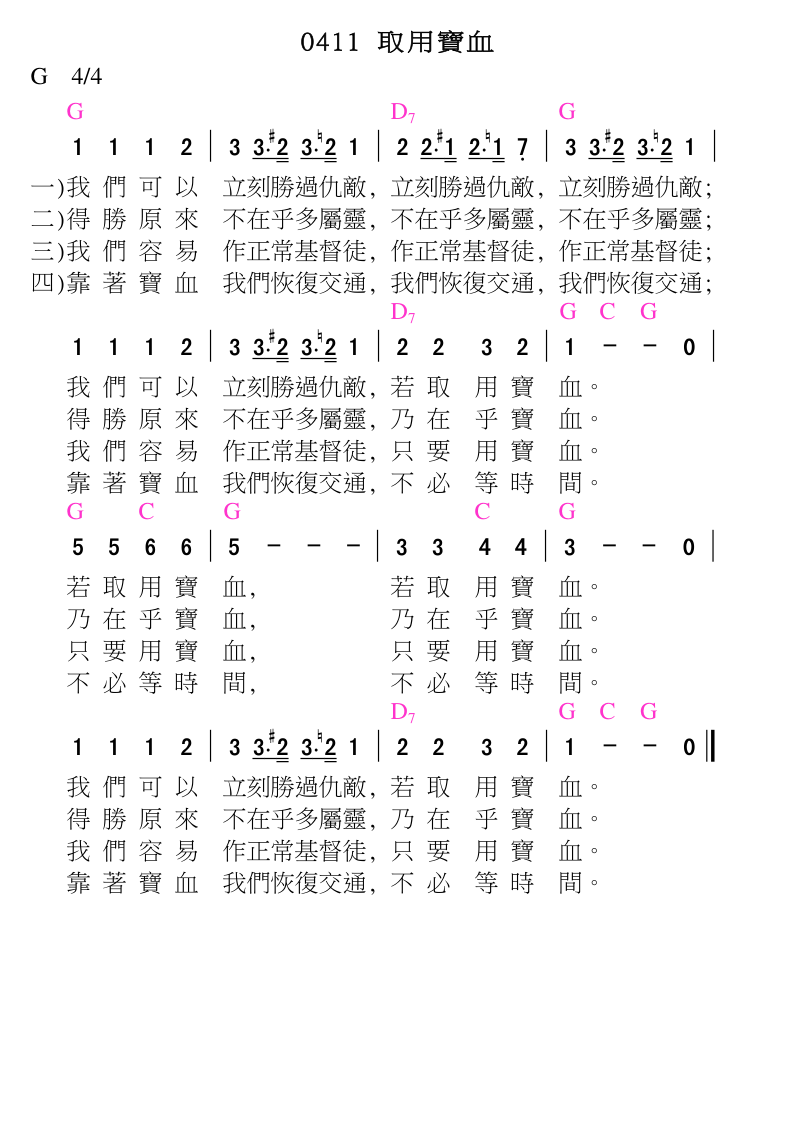 0411 取用寶血
G 4/4
G D7 G
1 1 1 2 | 3 3·#2 3·♮2 1 | 2 2·#1 2·♮1 7̣ | 3 3·#2 3·♮2 1 |
一)我們可以 立刻勝過仇敵, 立刻勝過仇敵, 立刻勝過仇敵;
二)得勝原來 不在乎多屬靈, 不在乎多屬靈, 不在乎多屬靈;
三)我們容易 作正常基督徒, 作正常基督徒, 作正常基督徒;
四)靠著寶血 我們恢復交通, 我們恢復交通, 我們恢復交通;
D7 G C G
1 1 1 2 | 3 3·#2 3·♮2 1 | 2 2 3 2 | 1 - - 0 |
我們可以 立刻勝過仇敵, 若取用寶 血。
得勝原來 不在乎多屬靈, 乃在乎寶 血。
我們容易 作正常基督徒, 只要用寶 血。
靠著寶血 我們恢復交通, 不必等時 間。
G C G C G
5 5 6 6 | 5 - - - | 3 3 4 4 | 3 - - 0 |
若取用寶 血, 若取用寶 血。
乃在乎寶 血, 乃在乎寶 血。
只要用寶 血, 只要用寶 血。
不必等時 間, 不必等時 間。
D7 G C G
1 1 1 2 | 3 3·#2 3·♮2 1 | 2 2 3 2 | 1 - - 0 ‖
我們可以 立刻勝過仇敵, 若取用寶 血。
得勝原來 不在乎多屬靈, 乃在乎寶 血。
我們容易 作正常基督徒, 只要用寶 血。
靠著寶血 我們恢復交通, 不必等時 間。